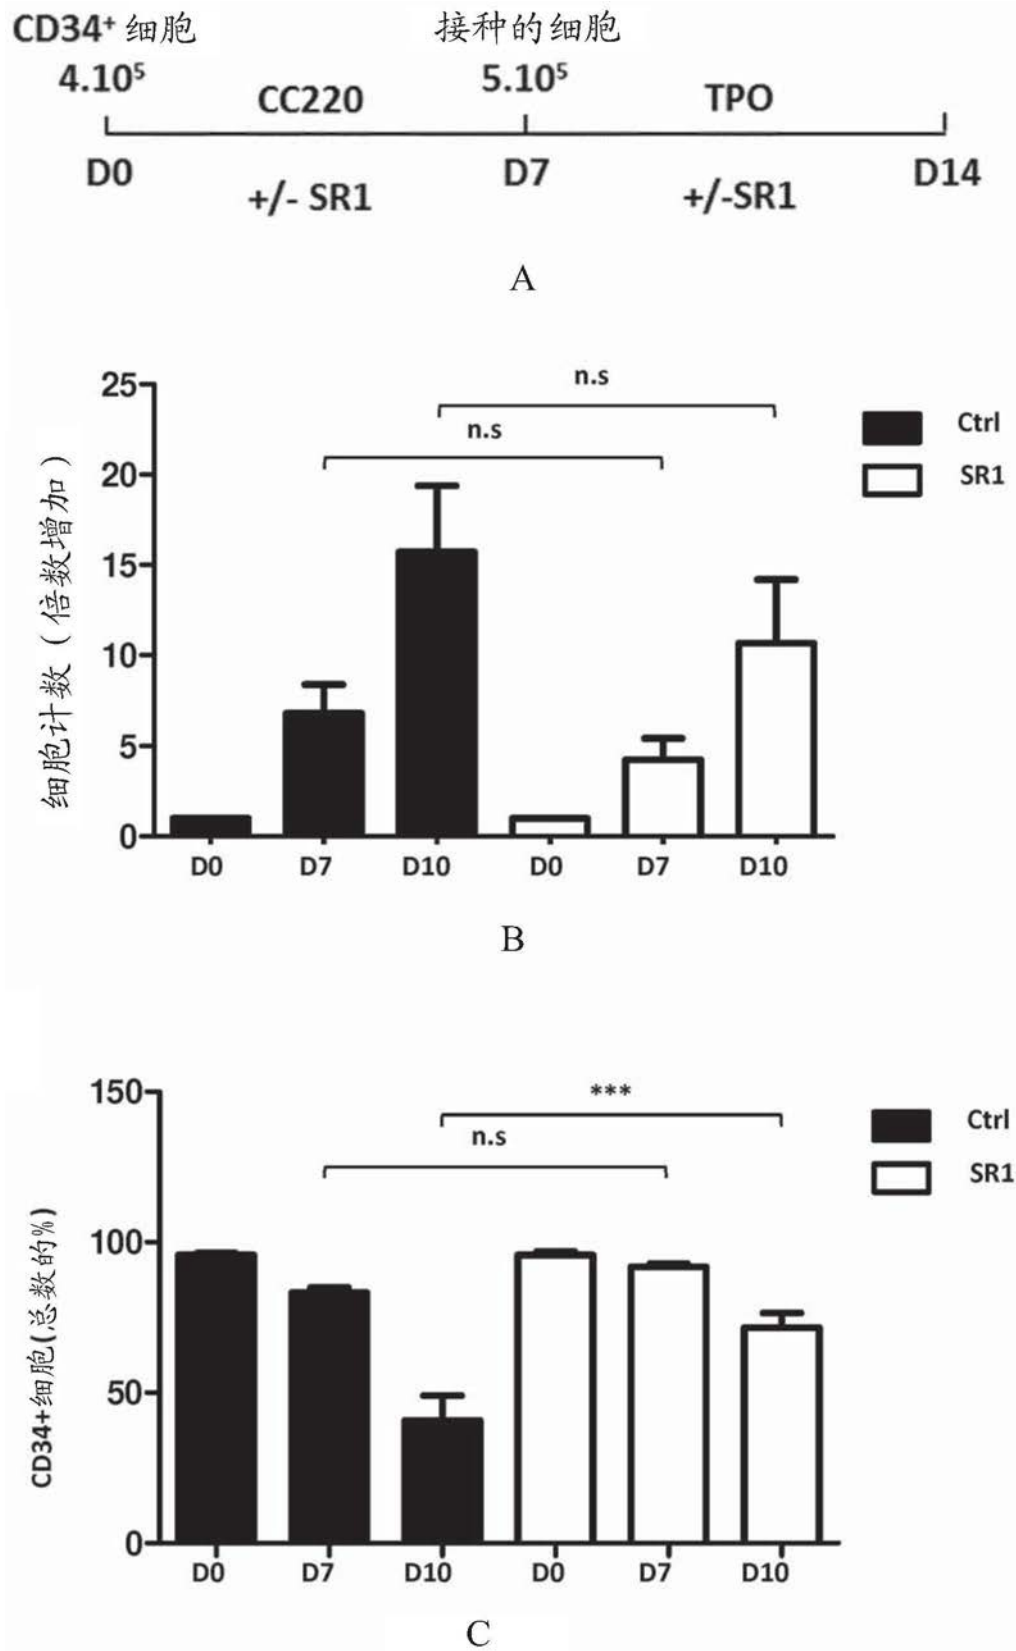 CD34⁺ 细胞 接种的细胞
4.10⁵ 5.10⁵
CC220 TPO
D0 D7 D14
+/- SR1 +/-SR1
A
25
20
15
10
5
0
细胞计数（倍数增加）
n.s
n.s
Ctrl
SR1
D0 D7 D10 D0 D7 D10
B
150
100
50
0
CD34+细胞(总数的%)
***
n.s
Ctrl
SR1
D0 D7 D10 D0 D7 D10
C